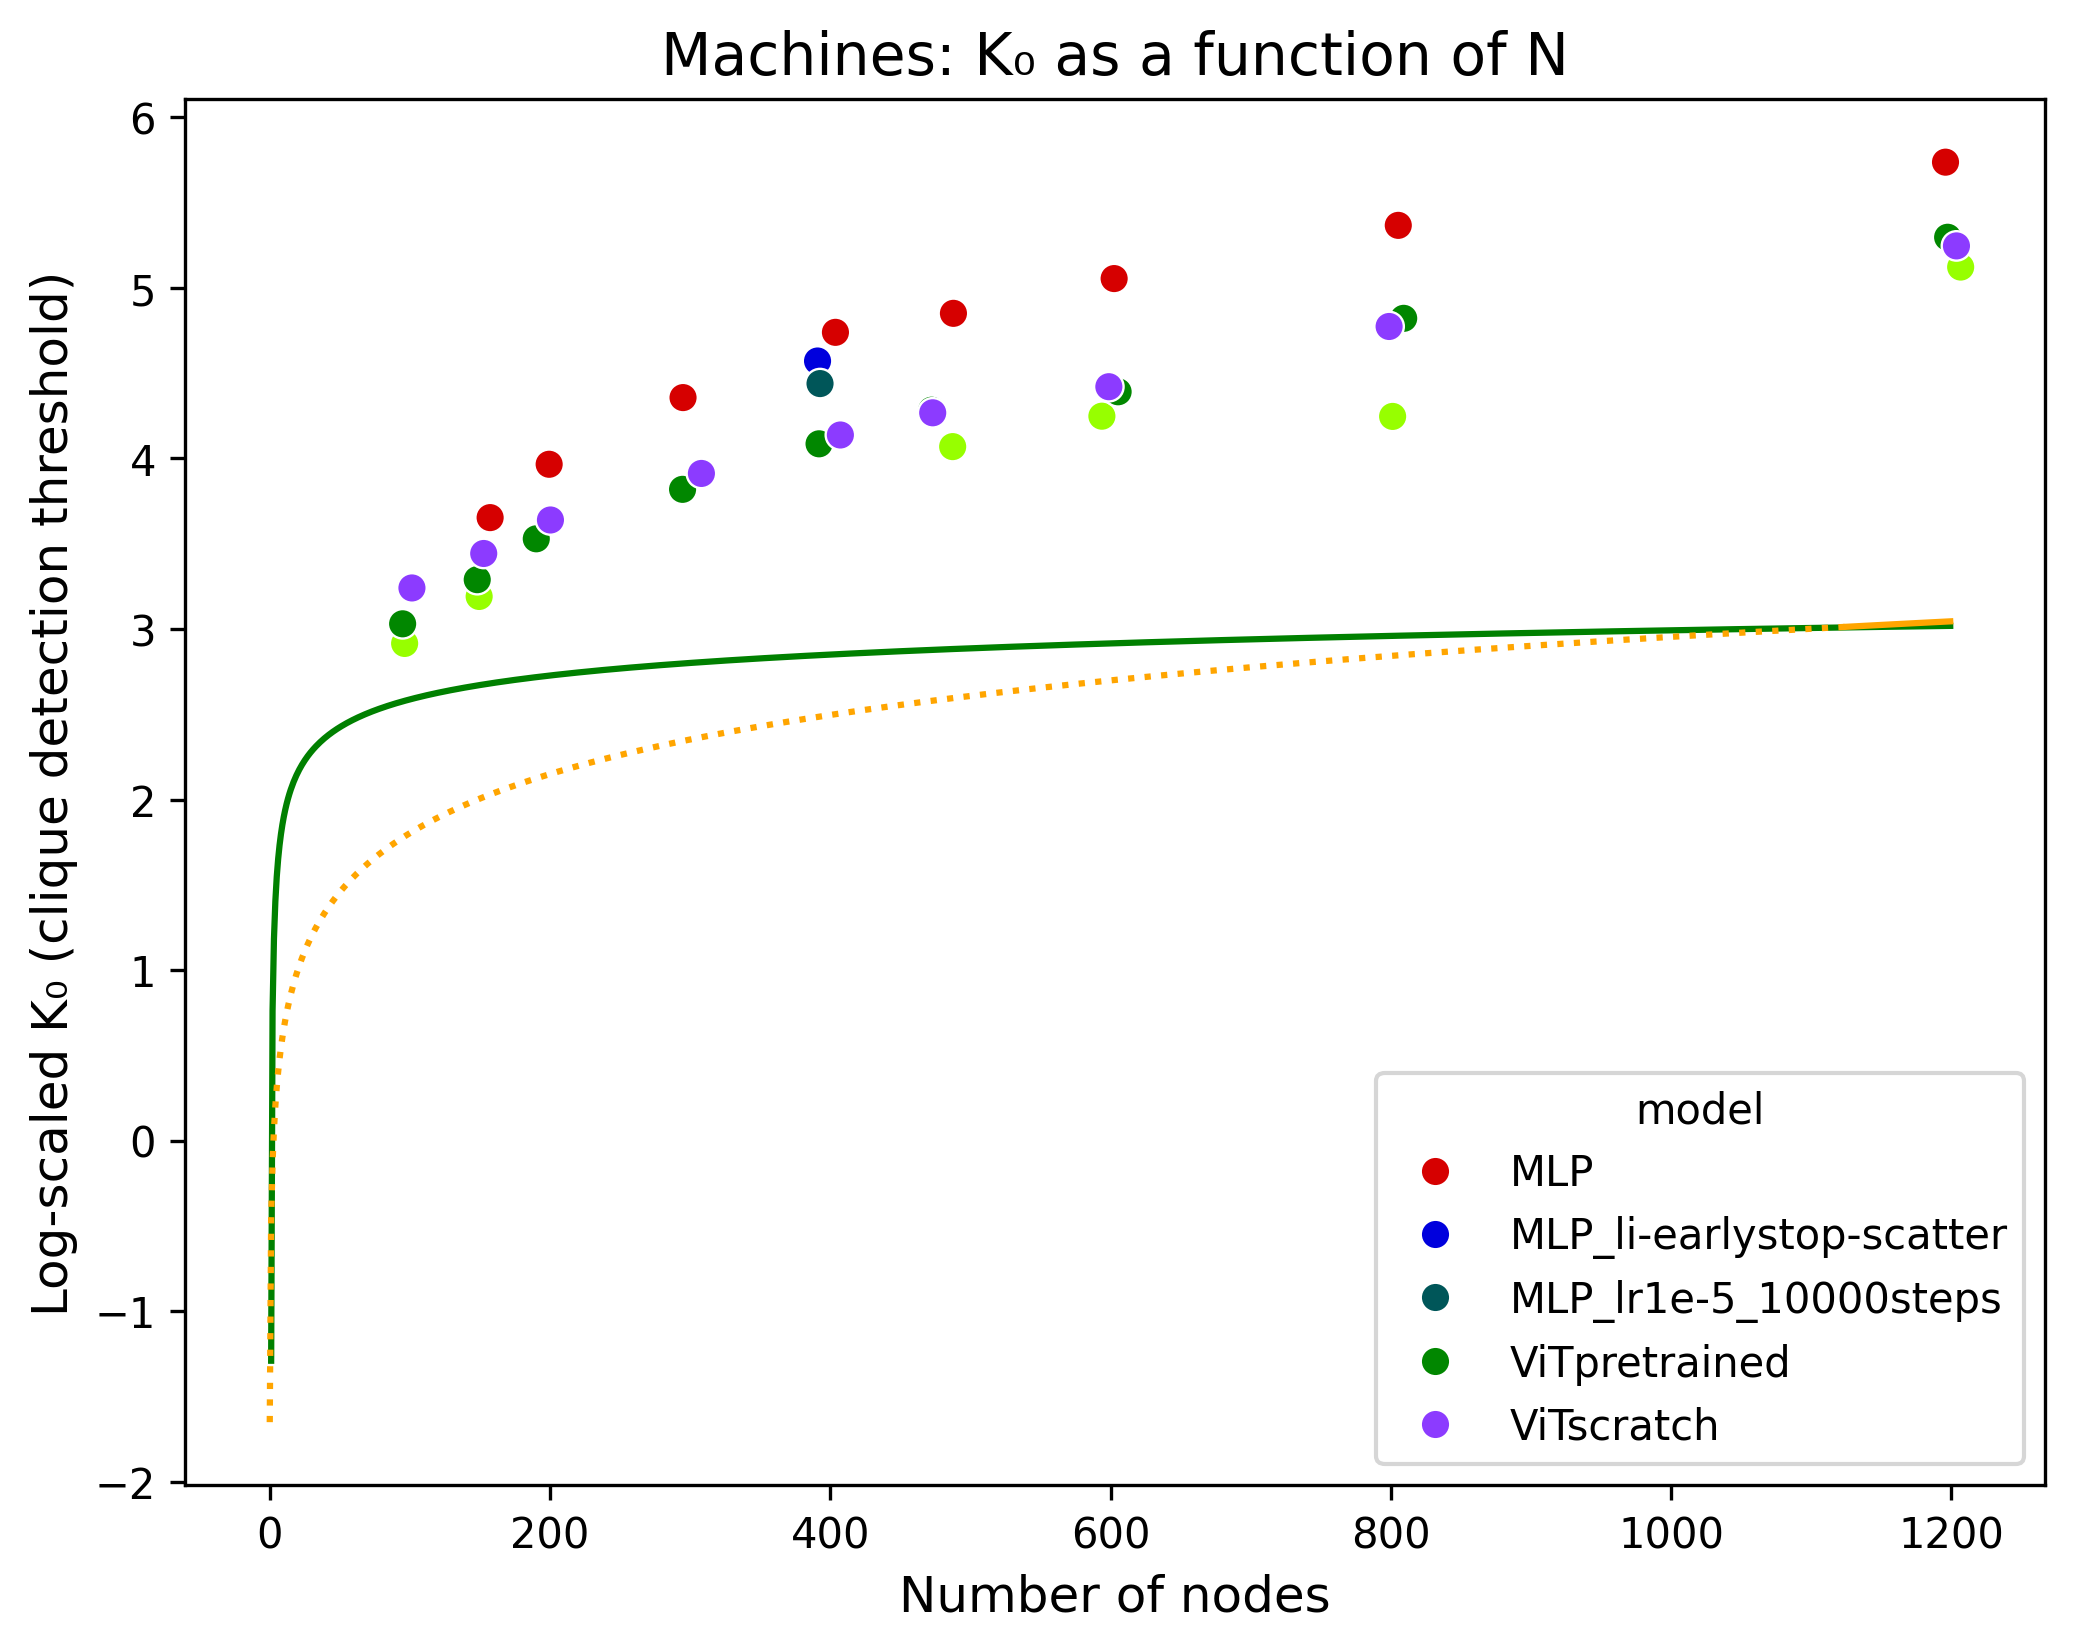 Machines: K₀ as a function of N
Log-scaled K₀ (clique detection threshold)
6
5
4
3
2
1
0
−1
−2
0 200 400 600 800 1000 1200
Number of nodes
model
MLP
MLP_li-earlystop-scatter
MLP_lr1e-5_10000steps
ViTpretrained
ViTscratch